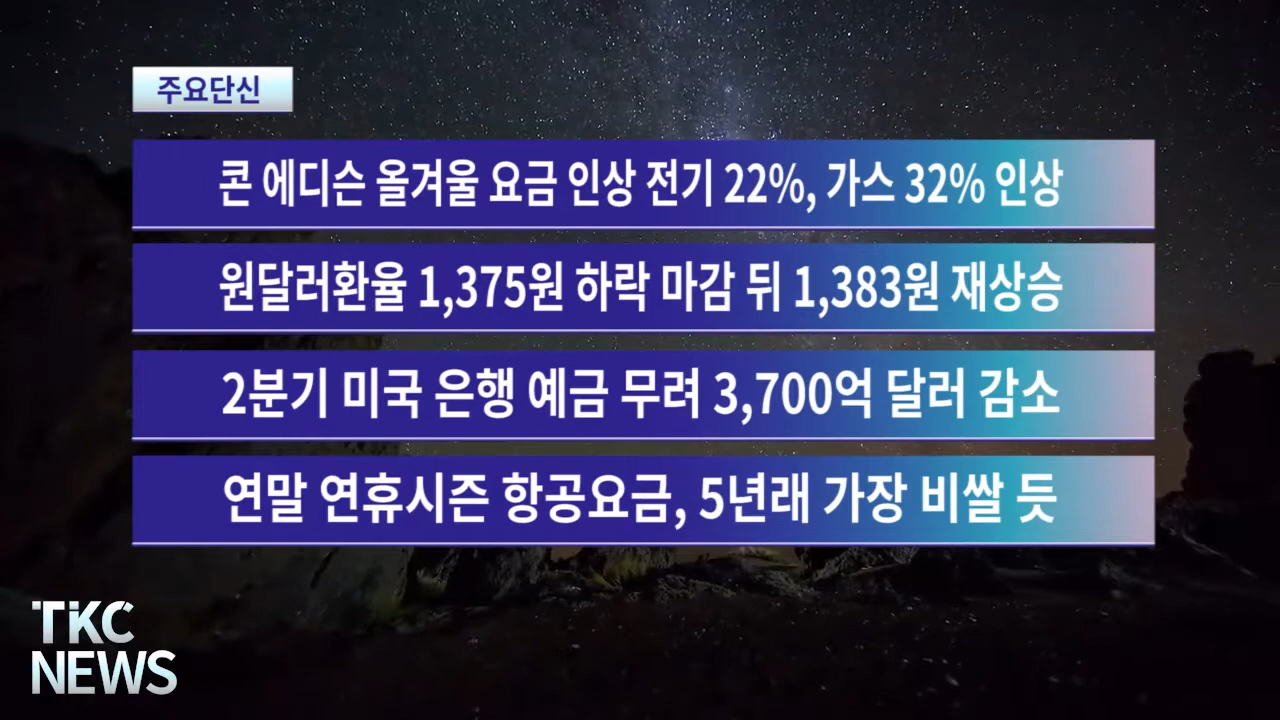 주요단신
콘 에디슨 올겨울 요금 인상 전기 22%, 가스 32% 인상
원달러환율 1,375원 하락 마감 뒤 1,383원 재상승
2분기 미국 은행 예금 무려 3,700억 달러 감소
연말 연휴시즌 항공요금, 5년래 가장 비쌀 듯
TKC
NEWS